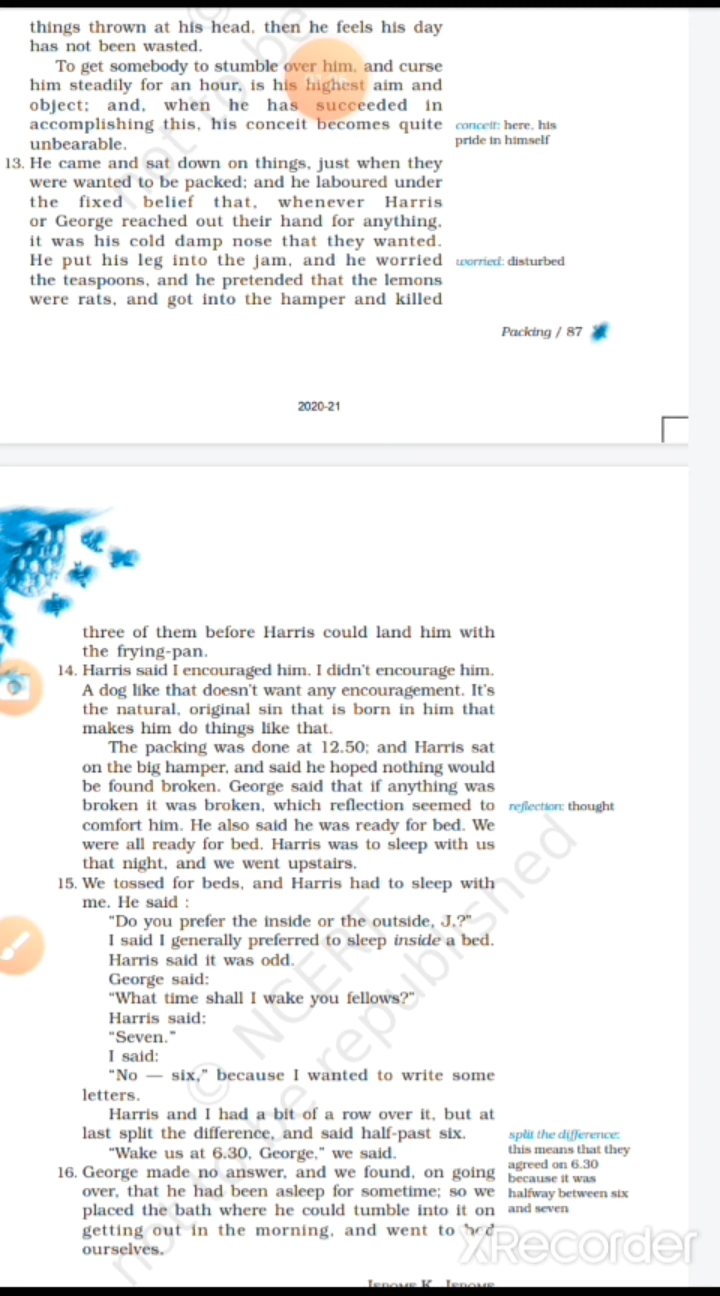 things thrown at his head, then he feels his day
has not been wasted.
To get somebody to stumble over him, and curse
him steadily for an hour, is his highest aim and
object; and, when he has succeeded in
accomplishing this, his conceit becomes quite
unbearable.
conceit: here, his
pride in himself
13. He came and sat down on things, just when they
were wanted to be packed; and he laboured under
the fixed belief that, whenever Harris
or George reached out their hand for anything,
it was his cold damp nose that they wanted.
He put his leg into the jam, and he worried
the teaspoons, and he pretended that the lemons
were rats, and got into the hamper and killed
worried: disturbed
Packing / 87
2020-21
three of them before Harris could land him with
the frying-pan.
14. Harris said I encouraged him. I didn't encourage him.
A dog like that doesn't want any encouragement. It's
the natural, original sin that is born in him that
makes him do things like that.
The packing was done at 12.50; and Harris sat
on the big hamper, and said he hoped nothing would
be found broken. George said that if anything was
broken it was broken, which reflection seemed to
comfort him. He also said he was ready for bed. We
were all ready for bed. Harris was to sleep with us
that night, and we went upstairs.
reflection: thought
15. We tossed for beds, and Harris had to sleep with
me. He said :
"Do you prefer the inside or the outside, J.?"
I said I generally preferred to sleep inside a bed.
Harris said it was odd.
George said:
"What time shall I wake you fellows?"
Harris said:
"Seven."
I said:
"No — six," because I wanted to write some
letters.
Harris and I had a bit of a row over it, but at
last split the difference, and said half-past six.
"Wake us at 6.30, George," we said.
split the difference:
this means that they
agreed on 6.30
because it was
halfway between six
and seven
16. George made no answer, and we found, on going
over, that he had been asleep for sometime; so we
placed the bath where he could tumble into it on
getting out in the morning, and went to bed
ourselves.
JEROME K. JEROME
© NCERT
not to be republished
XRecorder